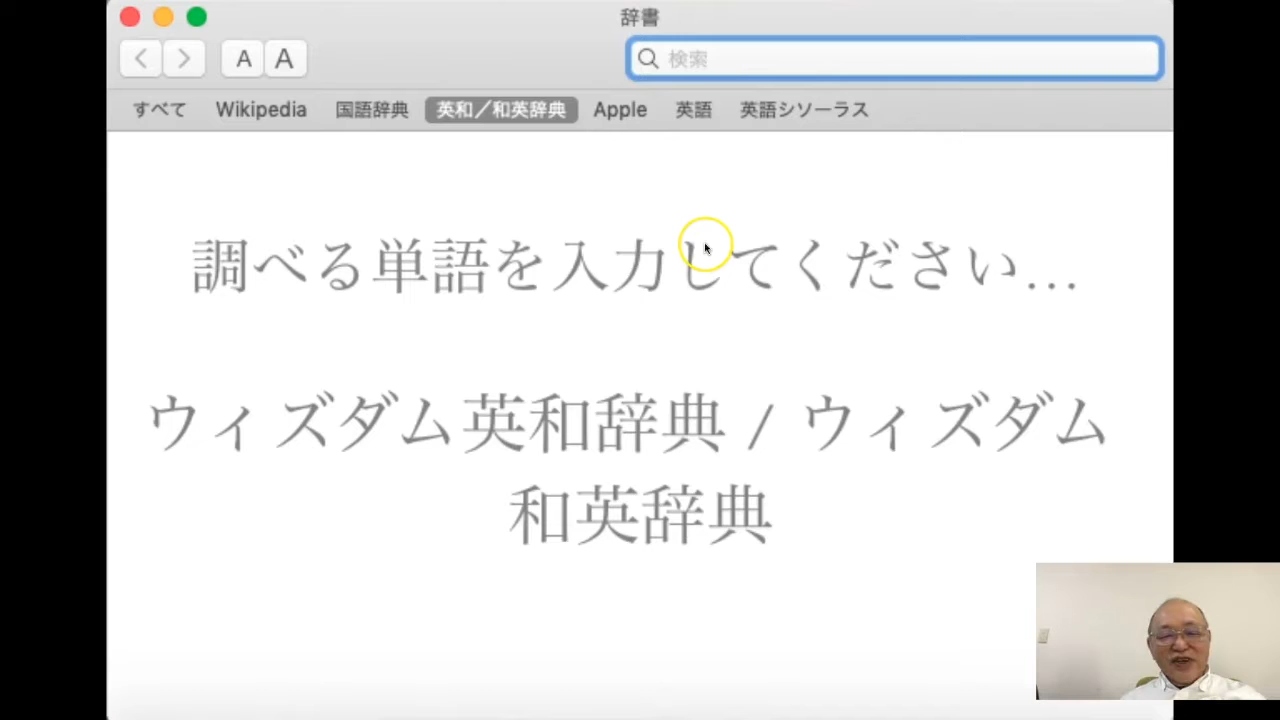 辞書
A A 検索
すべて Wikipedia 国語辞典 英和／和英辞典 Apple 英語 英語シソーラス
調べる単語を入力してください...
ウィズダム英和辞典 / ウィズダム
和英辞典